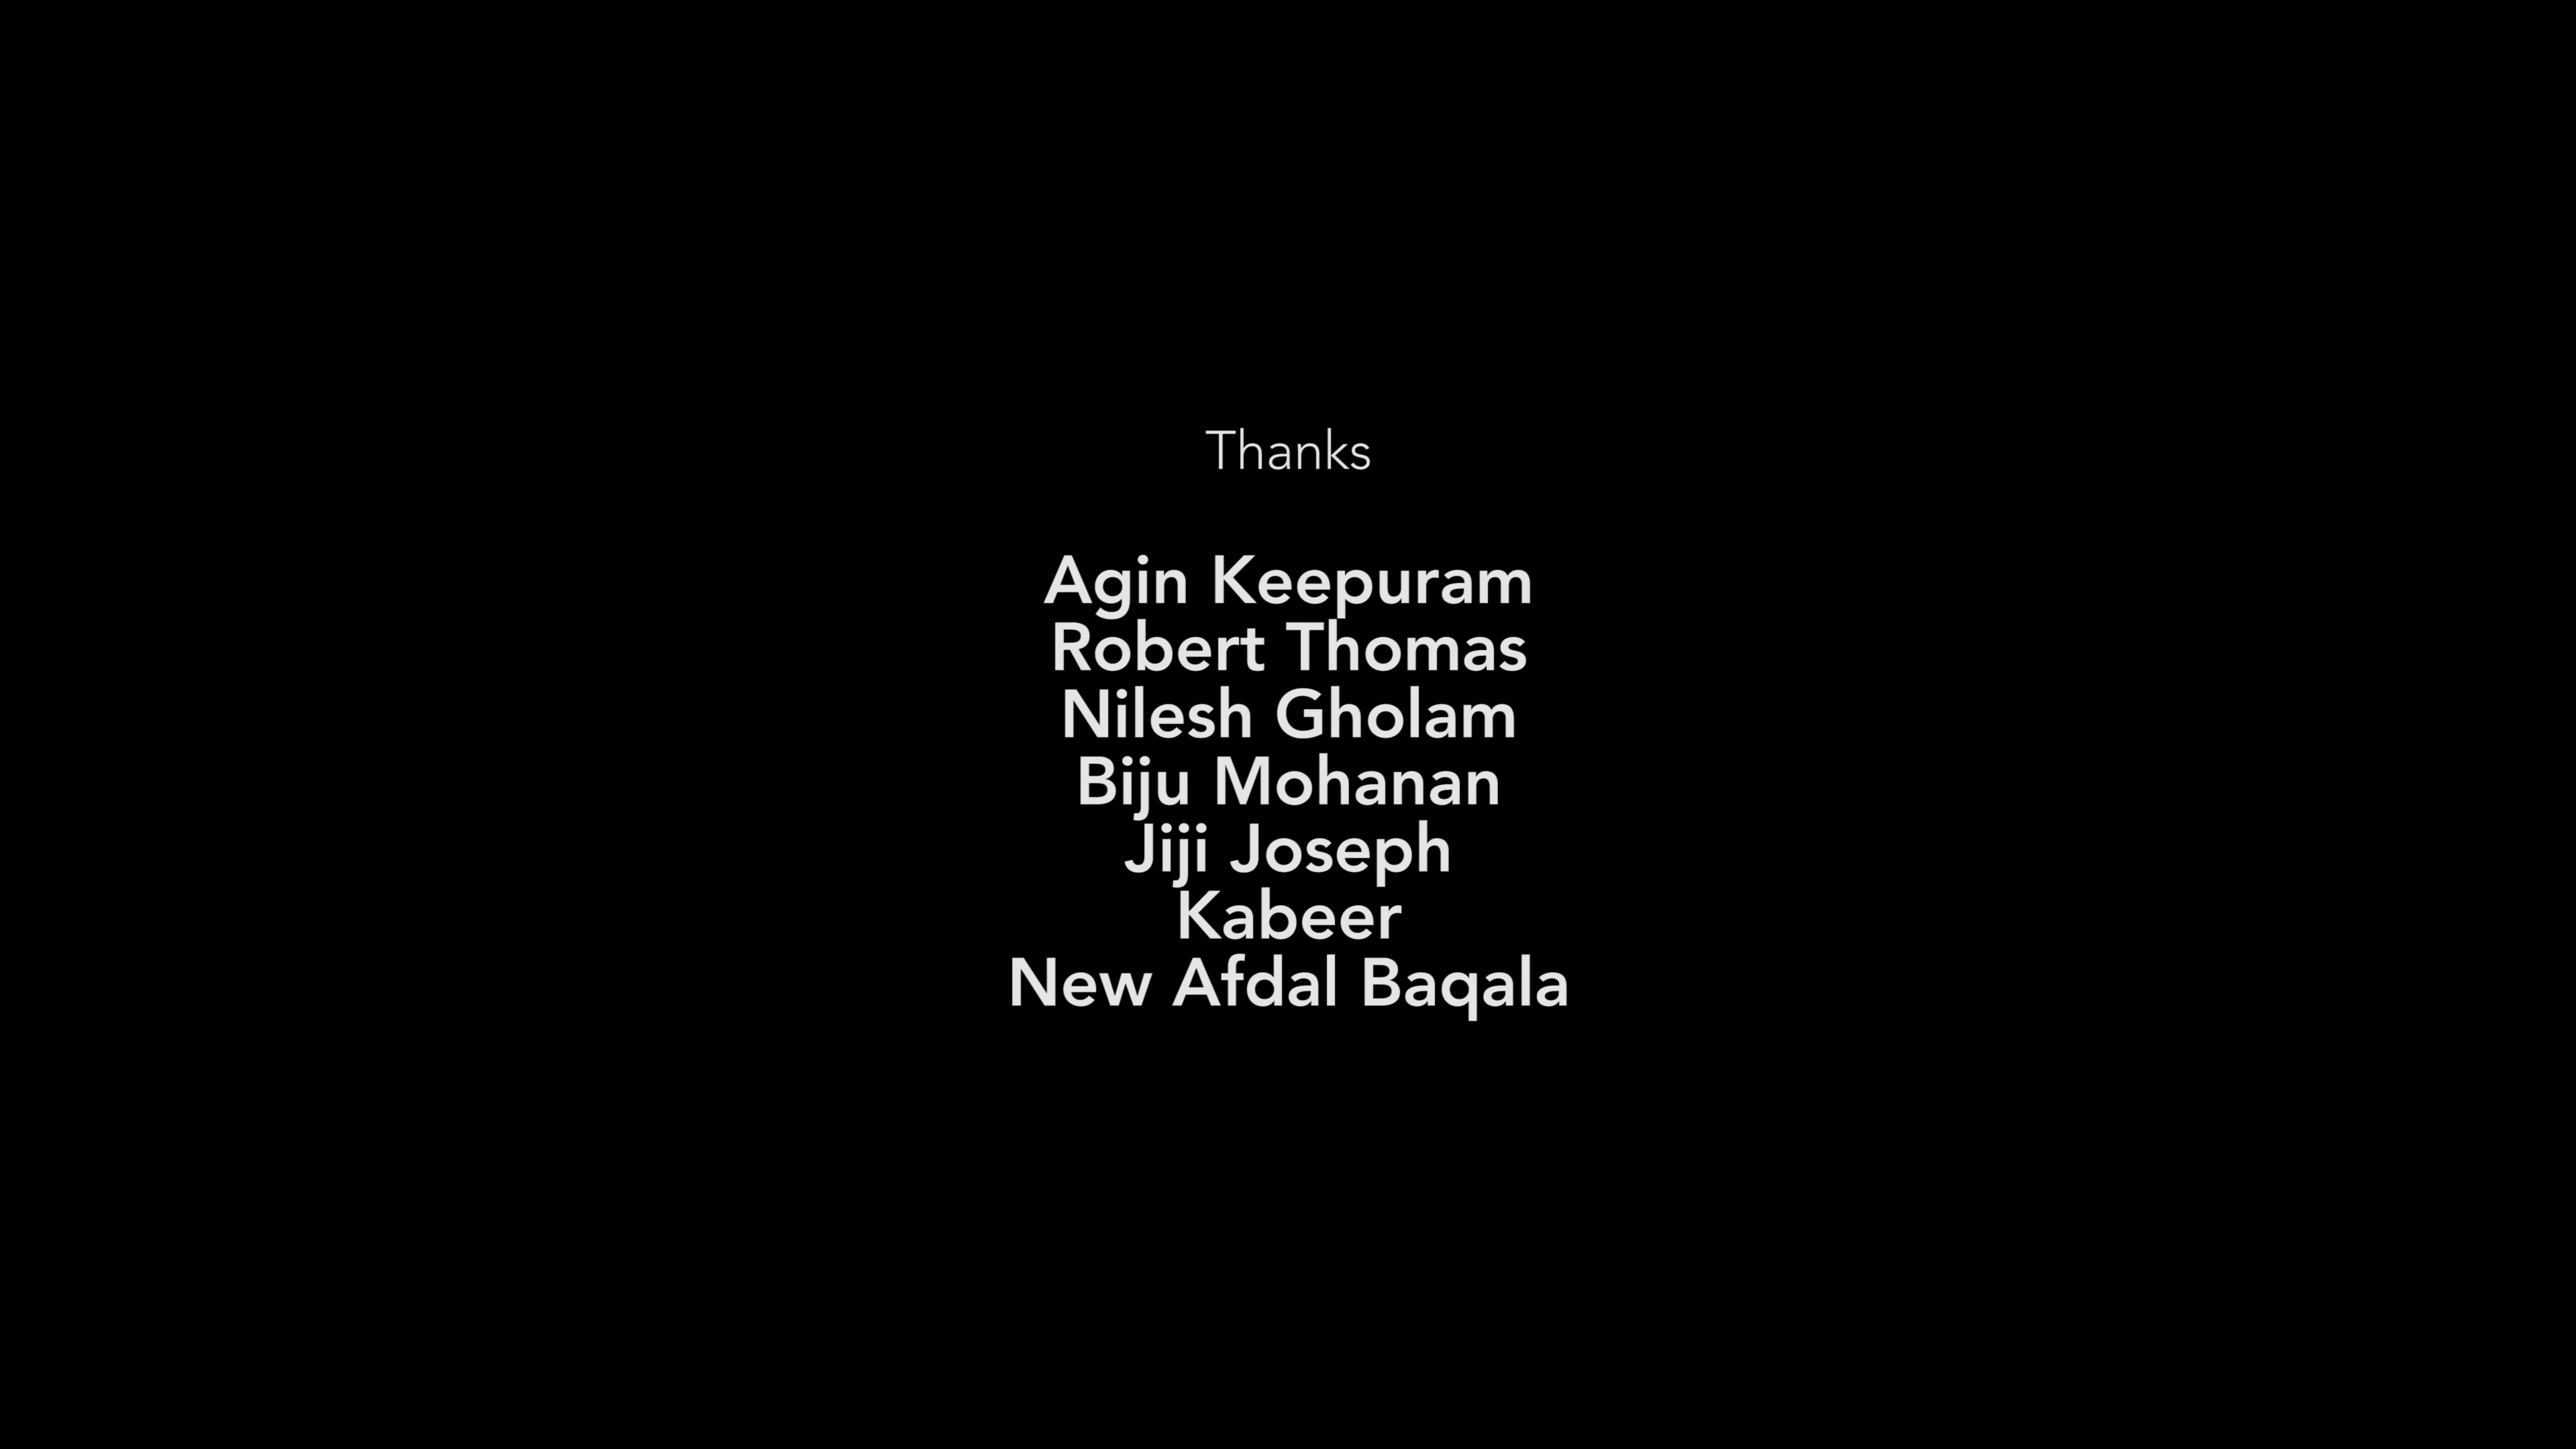 Thanks
Agin Keepuram
Robert Thomas
Nilesh Gholam
Biju Mohanan
Jiji Joseph
Kabeer
New Afdal Baqala